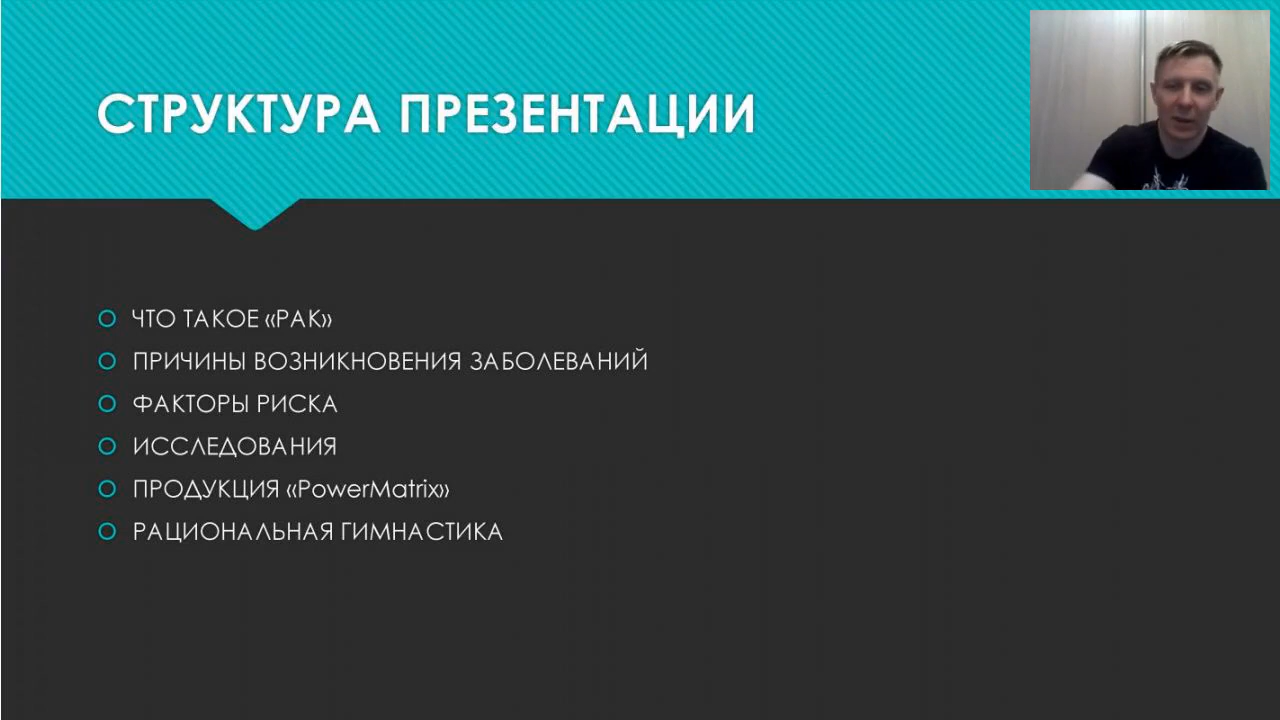 СТРУКТУРА ПРЕЗЕНТАЦИИ
ЧТО ТАКОЕ «РАК»
ПРИЧИНЫ ВОЗНИКНОВЕНИЯ ЗАБОЛЕВАНИЙ
ФАКТОРЫ РИСКА
ИССЛЕДОВАНИЯ
ПРОДУКЦИЯ «PowerMatrix»
РАЦИОНАЛЬНАЯ ГИМНАСТИКА